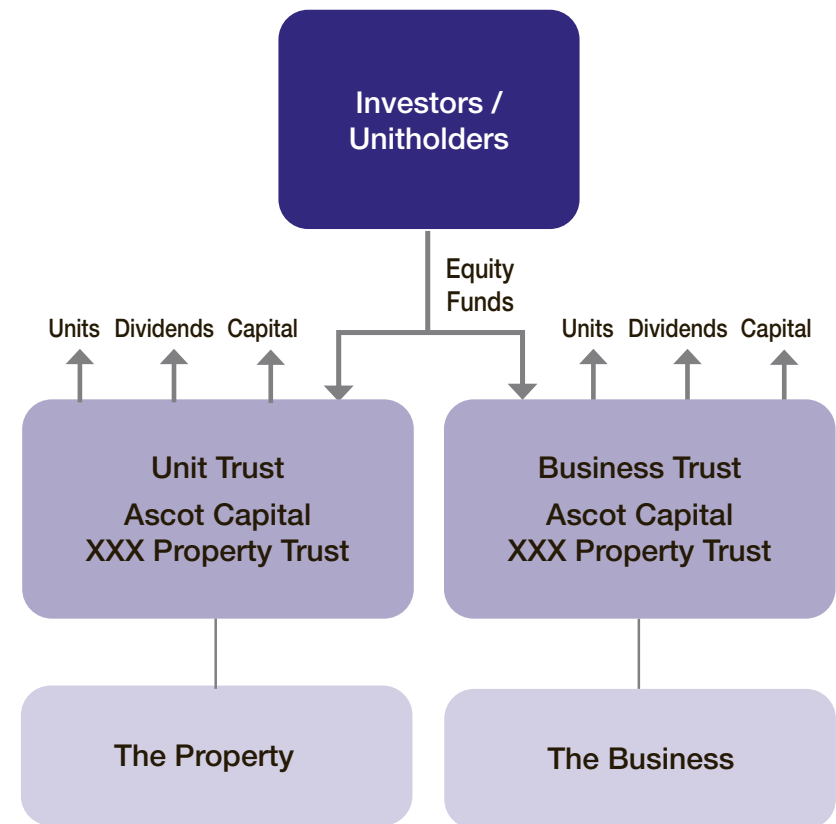 Investors /
Unitholders
Equity
Funds
Units Dividends Capital
Units Dividends Capital
Unit Trust
Ascot Capital
XXX Property Trust
Business Trust
Ascot Capital
XXX Property Trust
The Property
The Business